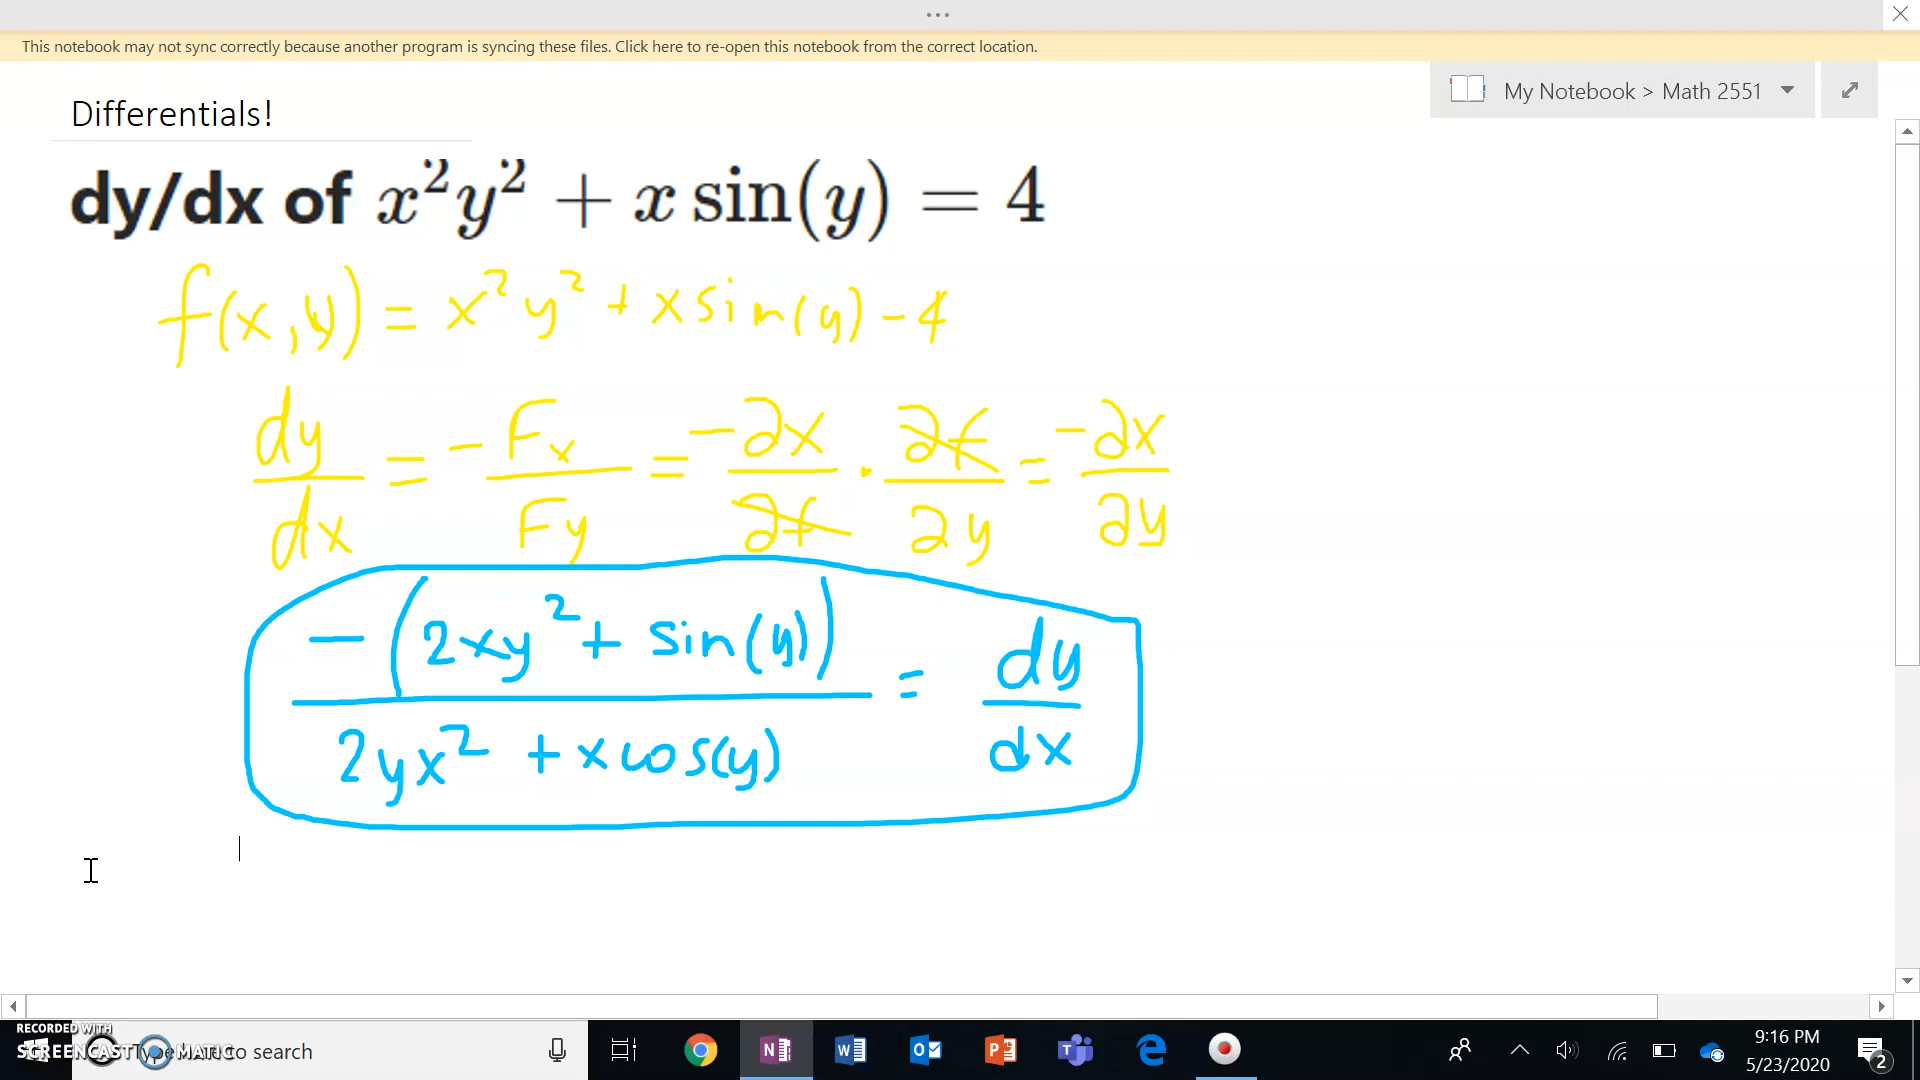 ...
This notebook may not sync correctly because another program is syncing these files. Click here to re-open this notebook from the correct location.
My Notebook > Math 2551
Differentials!
dy/dx of x²y² + x sin(y) = 4
f(x,y) = x²y² + x sin(y) - 4
dy/dx = -Fx/Fy = -∂x/∂f · ∂f/∂y = -∂x/∂y
-(2xy² + sin(y))/(2yx² + x cos(y)) = dy/dx
RECORDED WITH
SCREENCAST MATIC
Type here to search
9:16 PM
5/23/2020
2